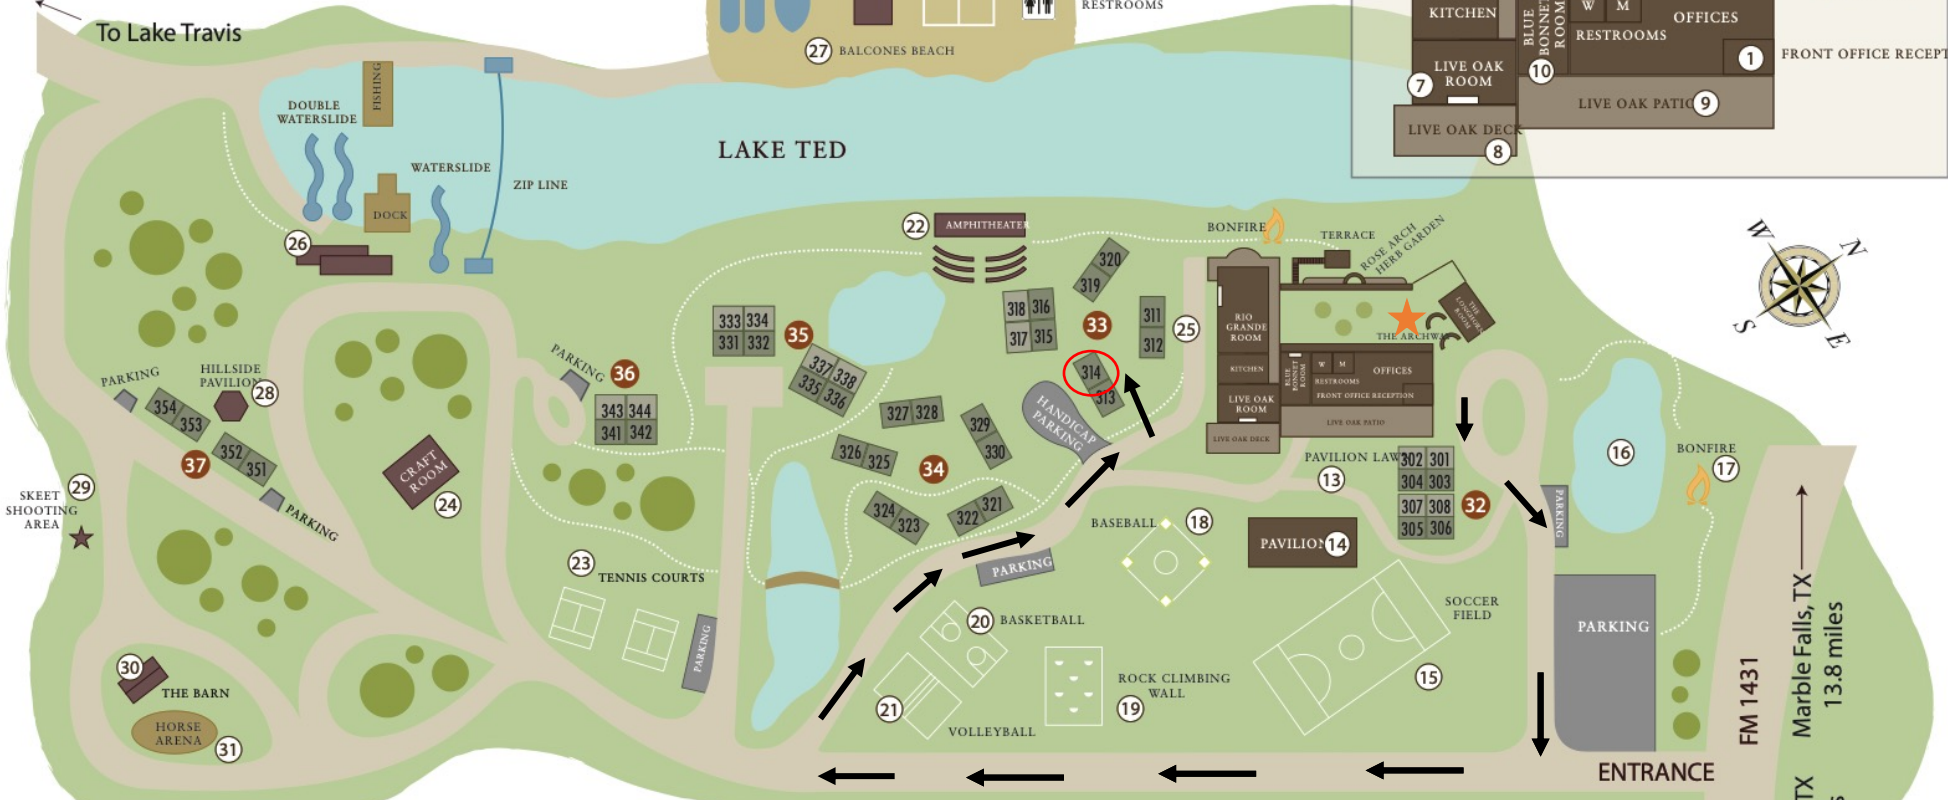 To Lake Travis
RESTROOMS
27 BALCONES BEACH
KITCHEN
BLUE BONNET ROOM
W M
OFFICES
RESTROOMS
1
10
LIVE OAK ROOM
7
LIVE OAK PATIO
9
LIVE OAK DECK
8
FISHING
DOUBLE
WATERSLIDE
WATERSLIDE
ZIP LINE
DOCK
LAKE TED
26
22
AMPHITHEATER
BONFIRE
TERRACE
ROSE ARCH
HERB GARDEN
W
N
S
E
320
319
318 316
317 315
33
311
312
25
314
313
RIO
GRANDE
ROOM
KITCHEN
LIVE OAK
ROOM
LIVE OAK DECK
THE LONGHORN ROOM
BLUE BONNET ROOM
W M
RESTROOMS
OFFICES
FRONT OFFICE RECEPTION
LIVE OAK PATIO
333 334
331 332
35
337 338
335 336
PARKING
36
343 344
341 342
PARKING
HILLSIDE
PAVILION
28
354
353
352
351
37
PARKING
CRAFT
ROOM
24
29
SKEET
SHOOTING
AREA
327 328
329
330
326 325
34
324
323
322 321
HANDICAP
PARKING
PARKING
13
302 301
304 303
307 308
305 306
32
PARKING
16
BONFIRE
17
BASEBALL
18
PAVILION
14
23
TENNIS COURTS
PARKING
20 BASKETBALL
21
VOLLEYBALL
ROCK CLIMBING
WALL
19
SOCCER
FIELD
15
PARKING
30
THE BARN
HORSE
ARENA
31
ENTRANCE
FM 1431
Marble Falls, TX
13.8 miles
TX